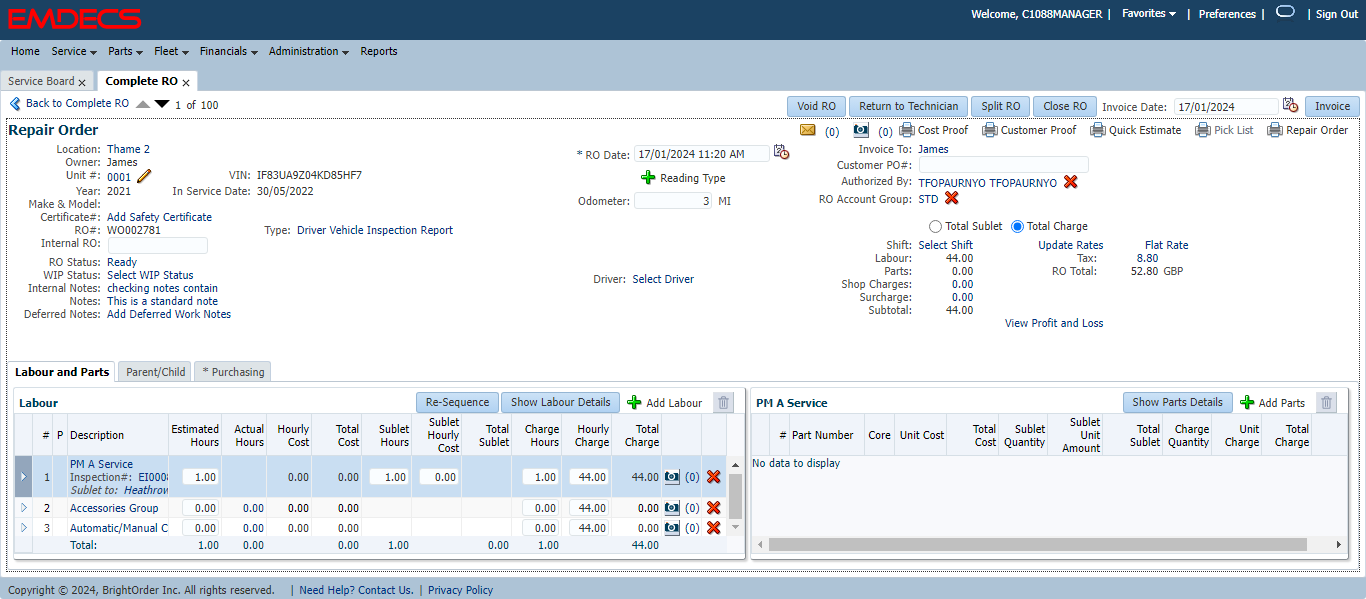 EMDECS
Welcome, C1088MANAGER | Favorites | Preferences | | Sign Out
Home Service Parts Fleet Financials Administration Reports
Service Board x Complete RO x
Back to Complete RO 1 of 100
Void RO Return to Technician Split RO Close RO Invoice Date: 17/01/2024 Invoice
Repair Order
(0) (0) Cost Proof Customer Proof Quick Estimate Pick List Repair Order
Location: Thame 2
Owner: James
Unit #: 0001 VIN: IF83UA9Z04KD85HF7
Year: 2021 In Service Date: 30/05/2022
Make & Model:
Certificate#: Add Safety Certificate
RO#: WO002781 Type: Driver Vehicle Inspection Report
Internal RO:
RO Status: Ready
WIP Status: Select WIP Status
Internal Notes: checking notes contain
Notes: This is a standard note
Deferred Notes: Add Deferred Work Notes
* RO Date: 17/01/2024 11:20 AM
Reading Type
Odometer: 3 MI
Driver: Select Driver
Invoice To: James
Customer PO#:
Authorized By: TFOPAURNYO TFOPAURNYO
RO Account Group: STD
Total Sublet Total Charge
Shift: Select Shift Update Rates Flat Rate
Labour: 44.00 Tax: 8.80
Parts: 0.00 RO Total: 52.80 GBP
Shop Charges: 0.00
Surcharge: 0.00
Subtotal: 44.00
View Profit and Loss
Labour and Parts Parent/Child * Purchasing
Labour Re-Sequence Show Labour Details Add Labour
# P Description Estimated Hours Actual Hours Hourly Cost Total Cost Sublet Hours Sublet Hourly Cost Total Sublet Charge Hours Hourly Charge Total Charge
PM A Service
1 Inspection#: EI0008 1.00 0.00 0.00 1.00 0.00 1.00 44.00 44.00 (0)
Sublet to: Heathrow
2 Accessories Group 0.00 0.00 0.00 0.00 0.00 44.00 0.00 (0)
3 Automatic/Manual C 0.00 0.00 0.00 0.00 0.00 44.00 0.00 (0)
Total: 1.00 0.00 0.00 1.00 0.00 1.00 44.00
PM A Service Show Parts Details Add Parts
# Part Number Core Unit Cost Total Cost Sublet Quantity Sublet Unit Amount Total Sublet Charge Quantity Unit Charge Total Charge
No data to display
Copyright © 2024, BrightOrder Inc. All rights reserved. | Need Help? Contact Us. | Privacy Policy